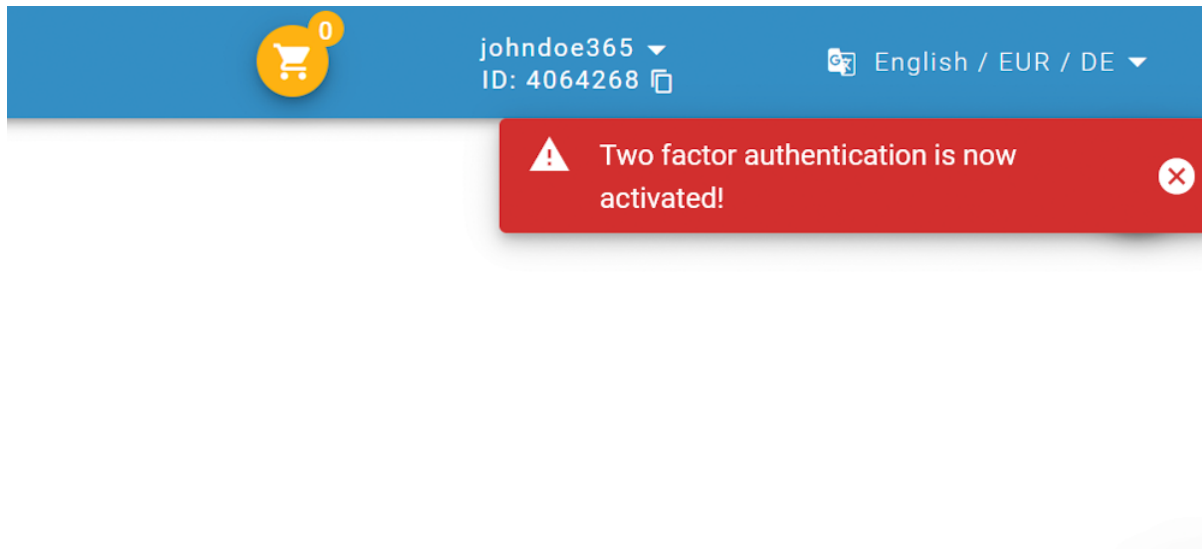 0
johndoe365
ID: 4064268
English / EUR / DE
Two factor authentication is now
activated!